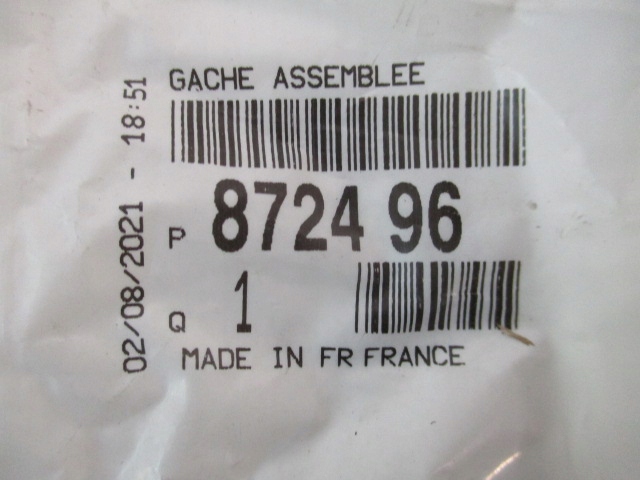 GACHE ASSEMBLEE
P 8724 96
Q 1
MADE IN FR FRANCE
02/08/2021 - 18:51